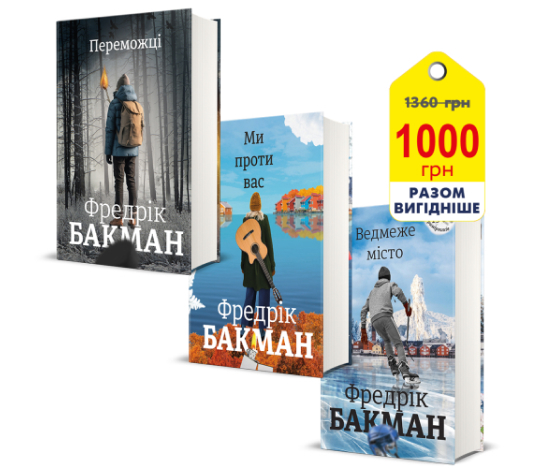 Переможці
Фредрік
БАКМАН
Ми
проти
вас
Фредрік
БАКМАН
Ведмеже
місто
Фредрік
БАКМАН
1360 грн
1000
грн
РАЗОМ
ВИГІДНІШЕ